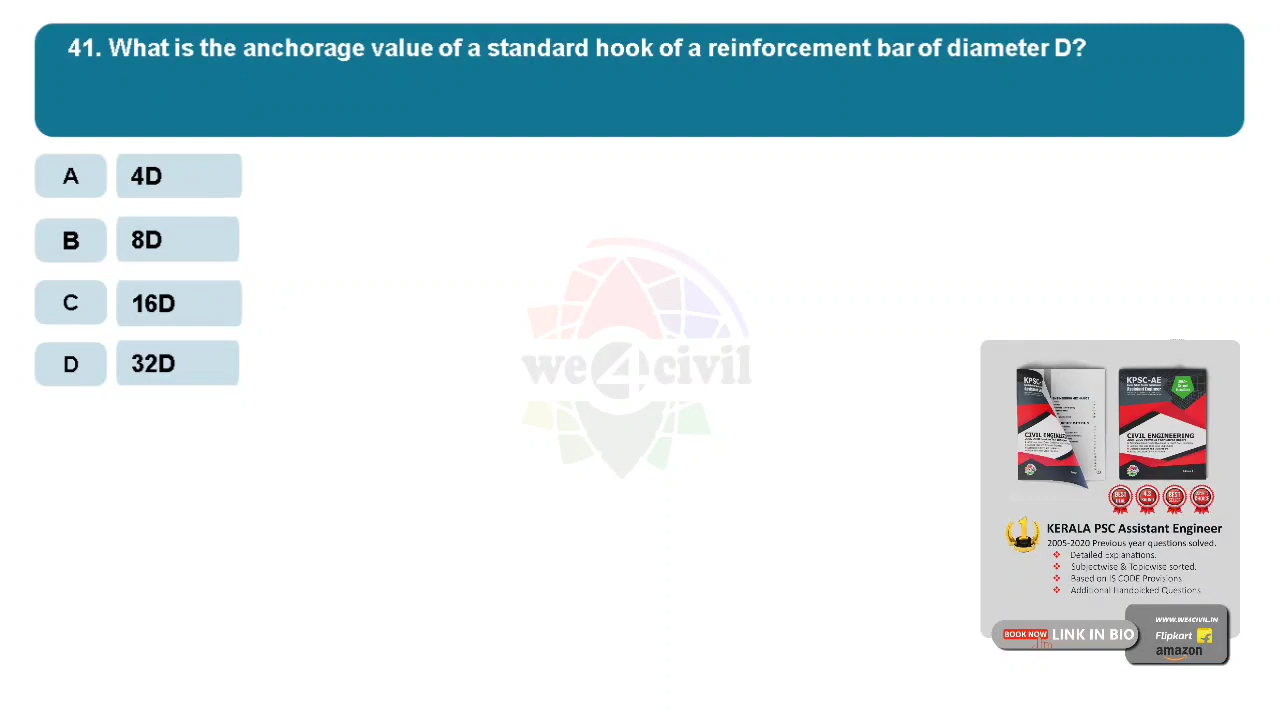 41. What is the anchorage value of a standard hook of a reinforcement bar of diameter D?
A 4D
B 8D
C 16D
D 32D
we4civil
KPSC-AE
Assistant Engineer
CIVIL ENGINEERING
KERALA PSC Assistant Engineer
2005-2020 Previous year questions solved.
Detailed Explanations.
Subjectwise & Topicwise sorted.
Based on IS CODE Provisions
Additional Handpicked Questions
BOOK NOW LINK IN BIO
WWW.WE4CIVIL.IN
Flipkart
amazon